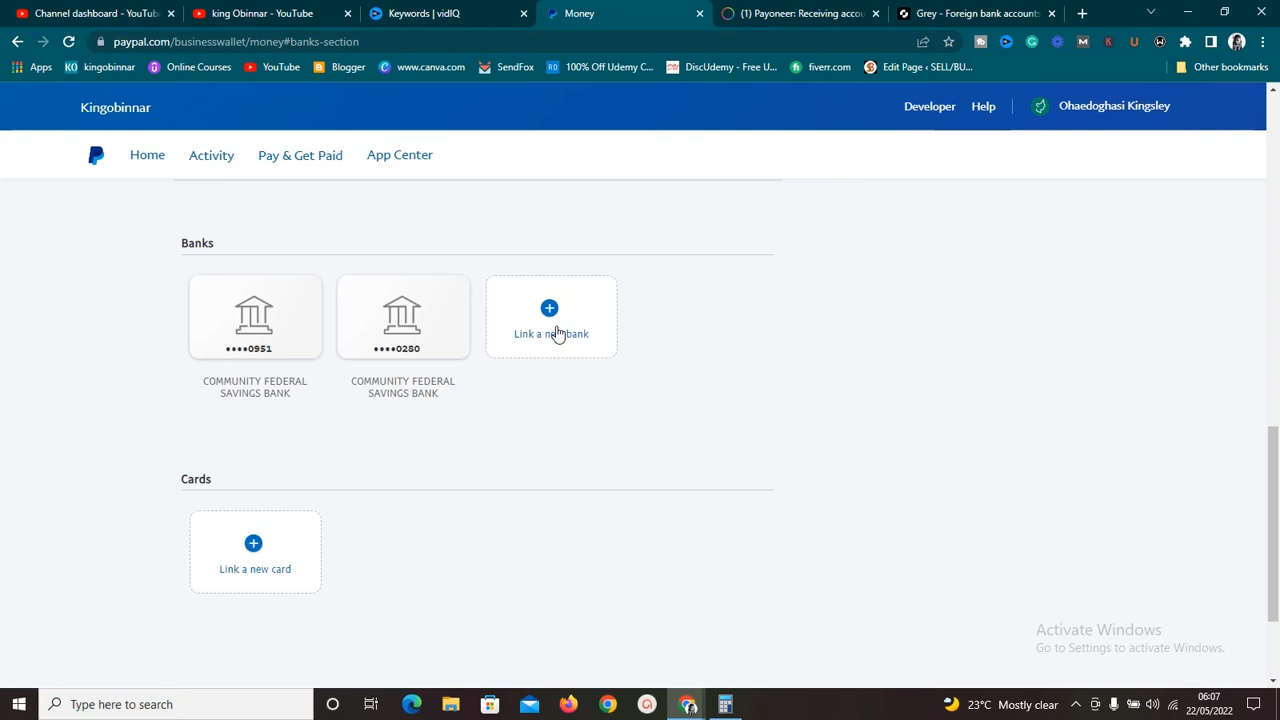 Channel dashboard - YouTube
king Obinnar - YouTube
Keywords | vidIQ
Money
(1) Payoneer: Receiving accou
Grey - Foreign bank accounts
paypal.com/businesswallet/money#banks-section
Apps
kingobinnar
Online Courses
YouTube
Blogger
www.canva.com
SendFox
100% Off Udemy C...
DiscUdemy - Free U...
fiverr.com
Edit Page ‹ SELL/BU...
Other bookmarks
Kingobinnar
Developer
Help
Ohaedoghasi Kingsley
Home
Activity
Pay & Get Paid
App Center
Banks
••••0951
••••0280
Link a new bank
COMMUNITY FEDERAL
SAVINGS BANK
COMMUNITY FEDERAL
SAVINGS BANK
Cards
Link a new card
Activate Windows
Go to Settings to activate Windows.
Type here to search
23°C Mostly clear
06:07
22/05/2022